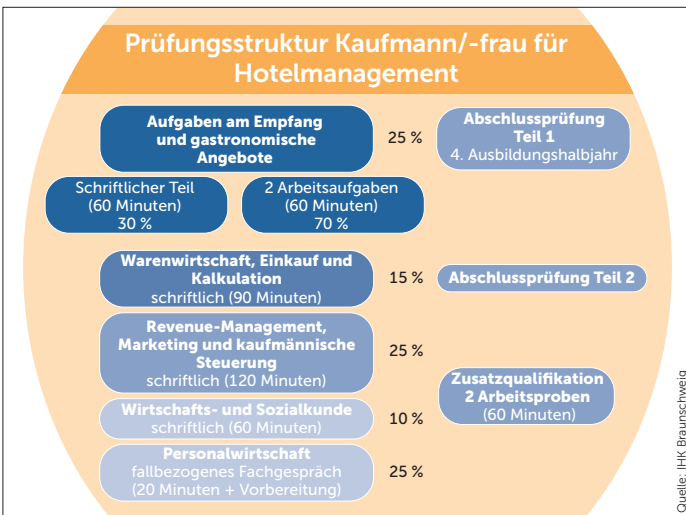 Prüfungsstruktur Kaufmann/-frau für
Hotelmanagement
Aufgaben am Empfang
und gastronomische
Angebote
25 %
Abschlussprüfung
Teil 1
4. Ausbildungshalbjahr
Schriftlicher Teil
(60 Minuten)
30 %
2 Arbeitsaufgaben
(60 Minuten)
70 %
Warenwirtschaft, Einkauf und
Kalkulation
schriftlich (90 Minuten)
15 %
Abschlussprüfung Teil 2
Revenue-Management,
Marketing und kaufmännische
Steuerung
schriftlich (120 Minuten)
25 %
Zusatzqualifikation
2 Arbeitsproben
(60 Minuten)
Wirtschafts- und Sozialkunde
schriftlich (60 Minuten)
10 %
Personalwirtschaft
fallbezogenes Fachgespräch
(20 Minuten + Vorbereitung)
25 %
Quelle: IHK Braunschweig